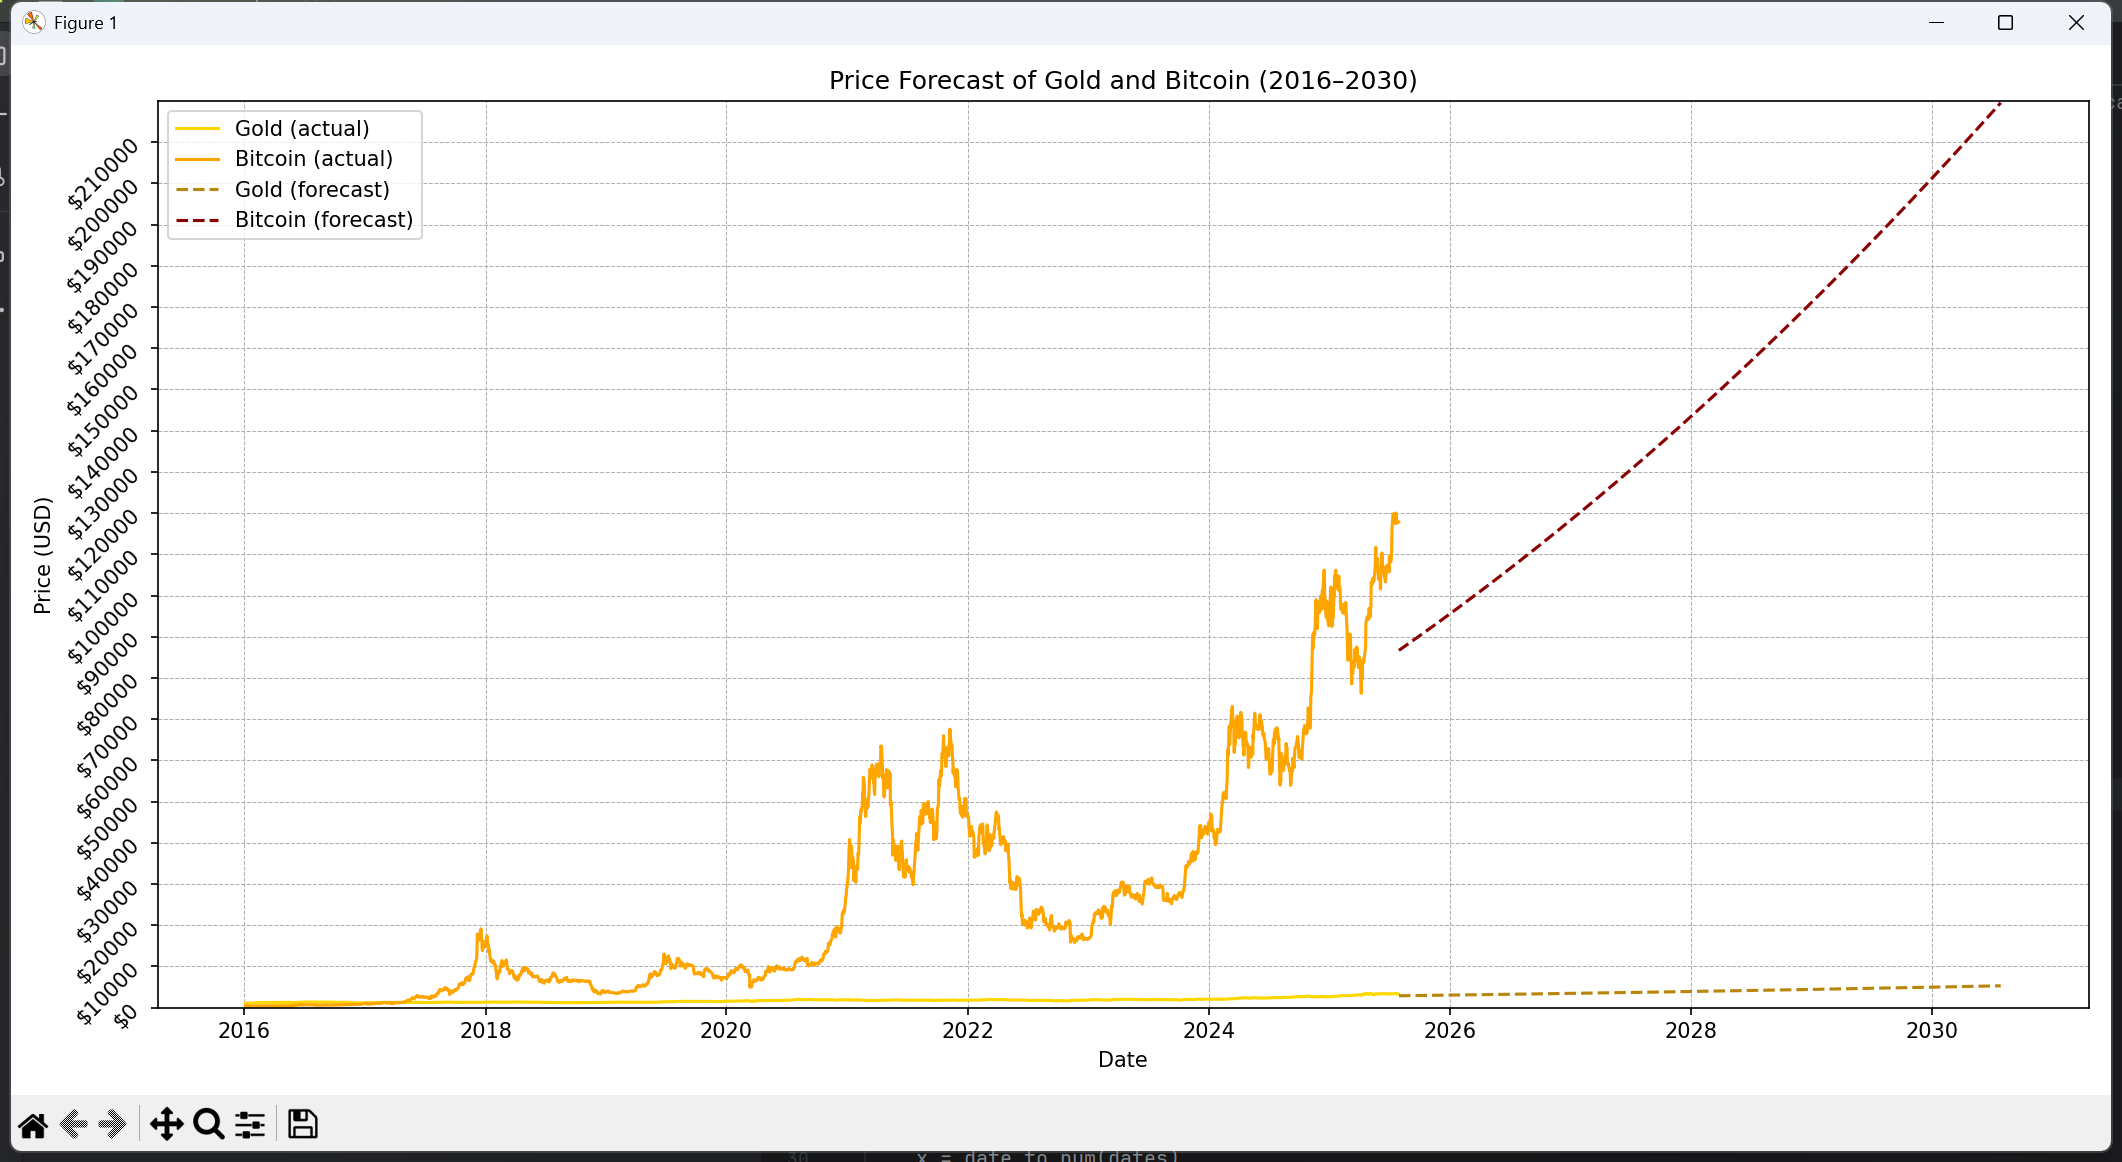 Figure 1
Price Forecast of Gold and Bitcoin (2016–2030)
Gold (actual)
Bitcoin (actual)
Gold (forecast)
Bitcoin (forecast)
$210000
$200000
$190000
$180000
$170000
$160000
$150000
$140000
$130000
$120000
$110000
$100000
$90000
$80000
$70000
$60000
$50000
$40000
$30000
$20000
$10000
$0
Price (USD)
2016 2018 2020 2022 2024 2026 2028 2030
Date
30 x = date_to_num(dates)